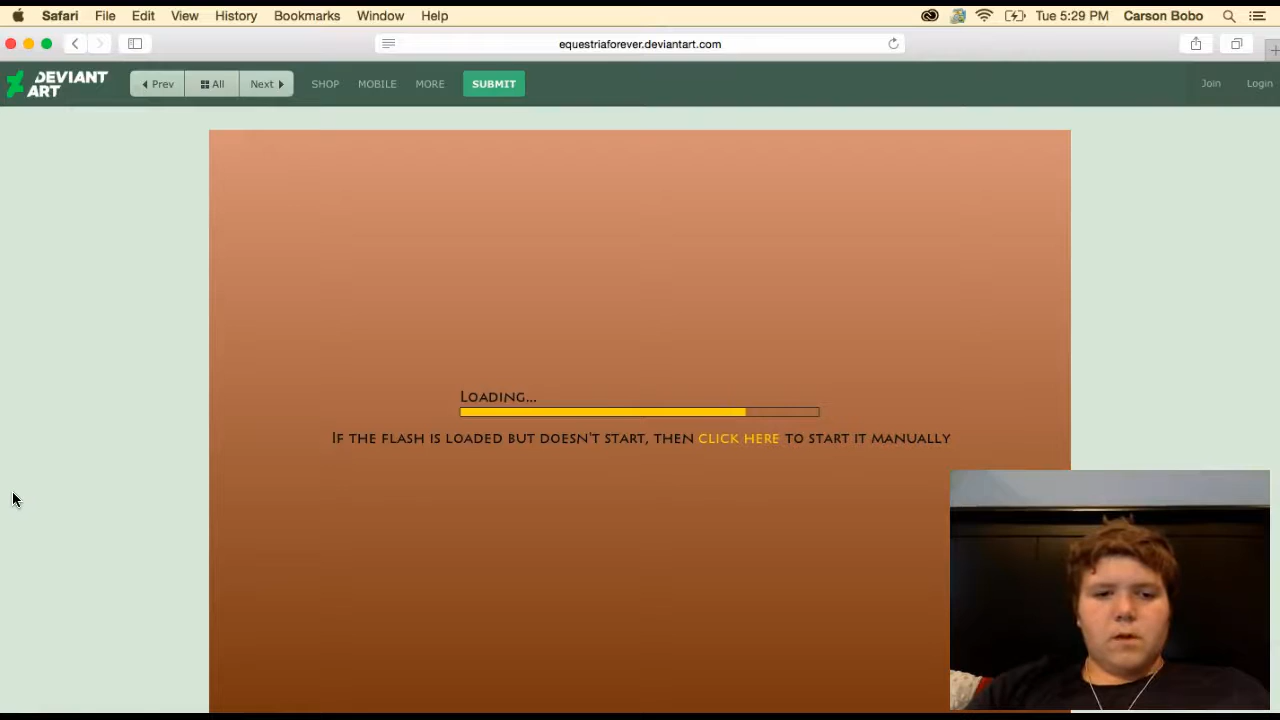 Safari File Edit View History Bookmarks Window Help Tue 5:29 PM Carson Bobo
equestriaforever.deviantart.com
DEVIANT ART Prev All Next SHOP MOBILE MORE SUBMIT Join Login
LOADING...
IF THE FLASH IS LOADED BUT DOESN'T START, THEN CLICK HERE TO START IT MANUALLY